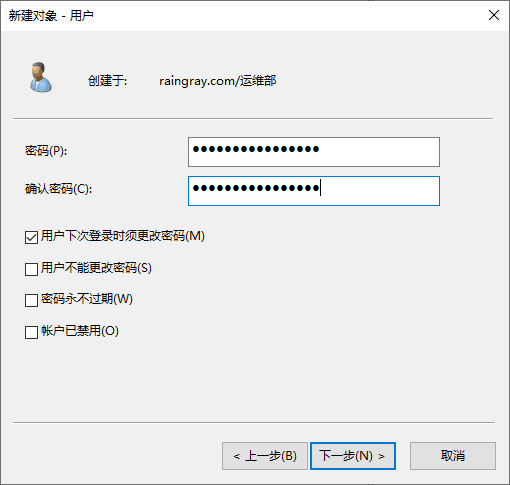 新建对象 - 用户
创建于: raingray.com/运维部
密码(P): ●●●●●●●●●●●●●●●●
确认密码(C): ●●●●●●●●●●●●●●●●
用户下次登录时须更改密码(M)
用户不能更改密码(S)
密码永不过期(W)
帐户已禁用(O)
< 上一步(B) 下一步(N) > 取消